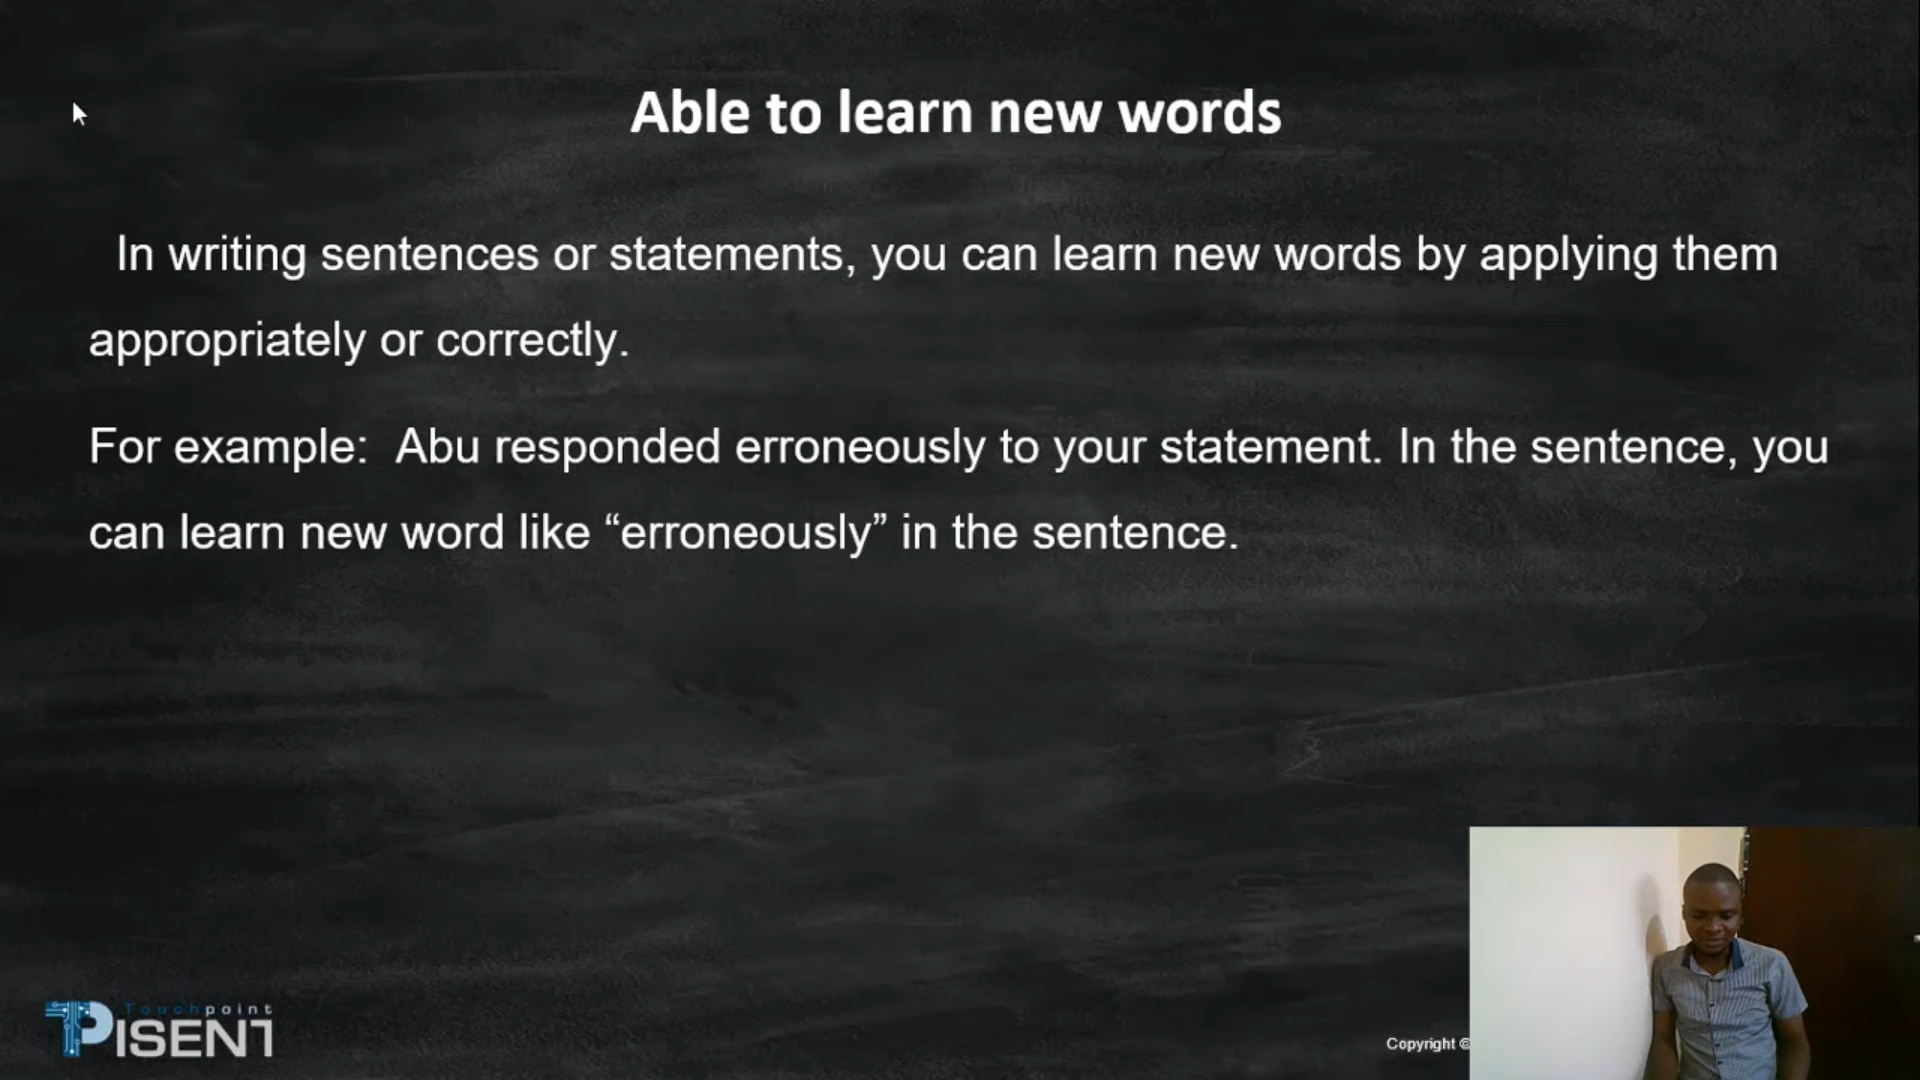 Able to learn new words
In writing sentences or statements, you can learn new words by applying them
appropriately or correctly.
For example:  Abu responded erroneously to your statement. In the sentence, you
can learn new word like “erroneously” in the sentence.
Touchpoint
PISENT
Copyright ©